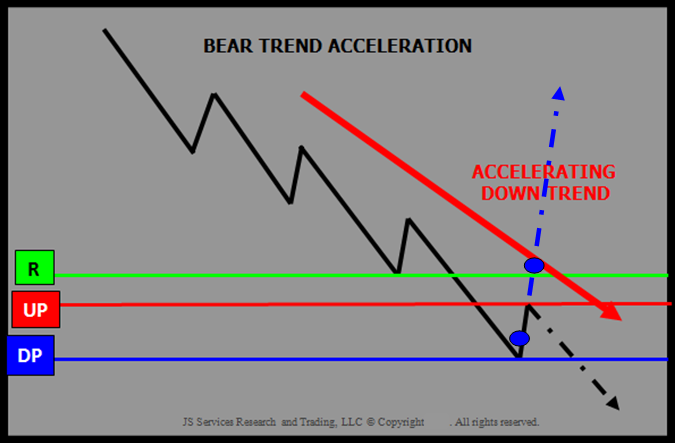 BEAR TREND ACCELERATION
ACCELERATING
DOWN TREND
R
UP
DP
JS Services Research and Trading, LLC © Copyright . All rights reserved.